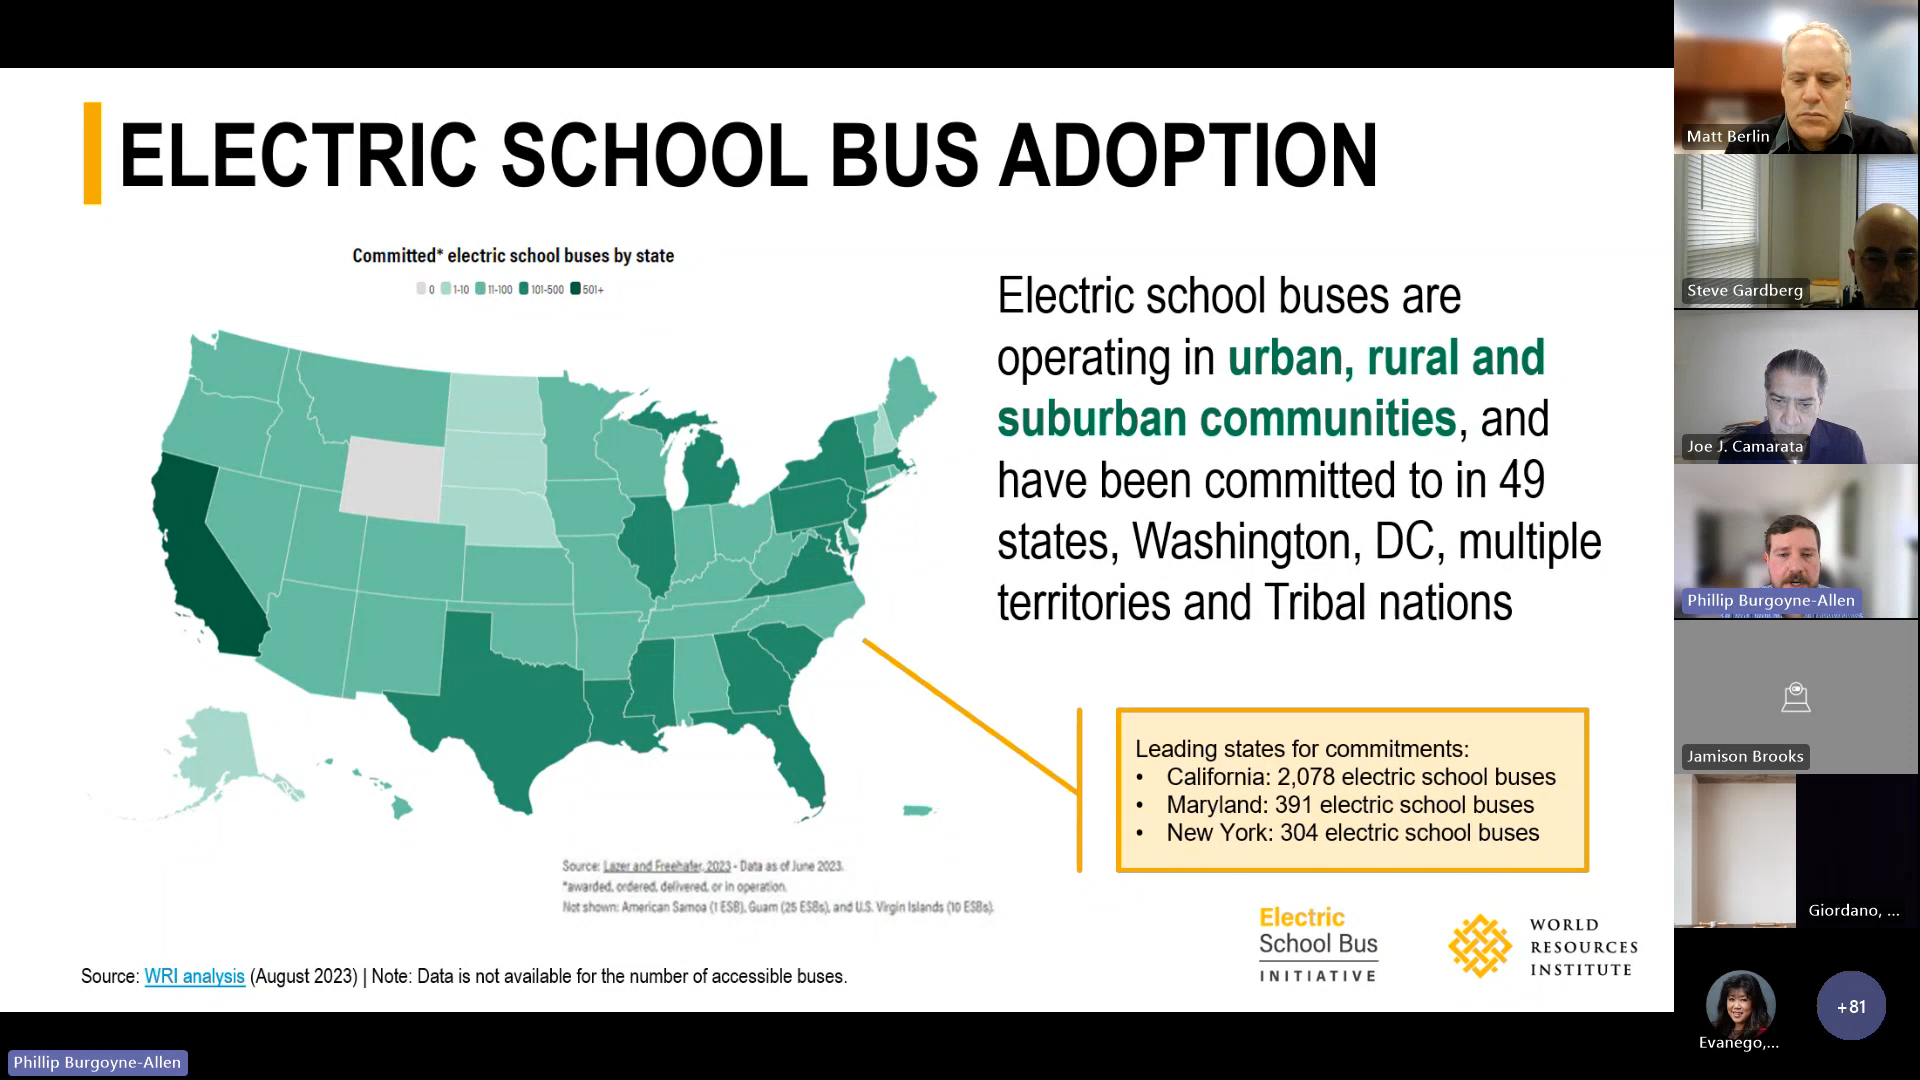 ELECTRIC SCHOOL BUS ADOPTION
Committed* electric school buses by state
0 1-10 11-100 101-500 501+
Electric school buses are
operating in urban, rural and
suburban communities, and
have been committed to in 49
states, Washington, DC, multiple
territories and Tribal nations
Leading states for commitments:
• California: 2,078 electric school buses
• Maryland: 391 electric school buses
• New York: 304 electric school buses
Source: Lazer and Freehafer, 2023 - Data as of June 2023.
*awarded, ordered, delivered, or in operation.
Not shown: American Samoa (1 ESB), Guam (25 ESBs), and U.S. Virgin Islands (10 ESBs).
Electric
School Bus
INITIATIVE
WORLD
RESOURCES
INSTITUTE
Source: WRI analysis (August 2023) | Note: Data is not available for the number of accessible buses.
Phillip Burgoyne-Allen
Matt Berlin
Steve Gardberg
Joe J. Camarata
Phillip Burgoyne-Allen
Jamison Brooks
Giordano, ...
Evanego,...
+81